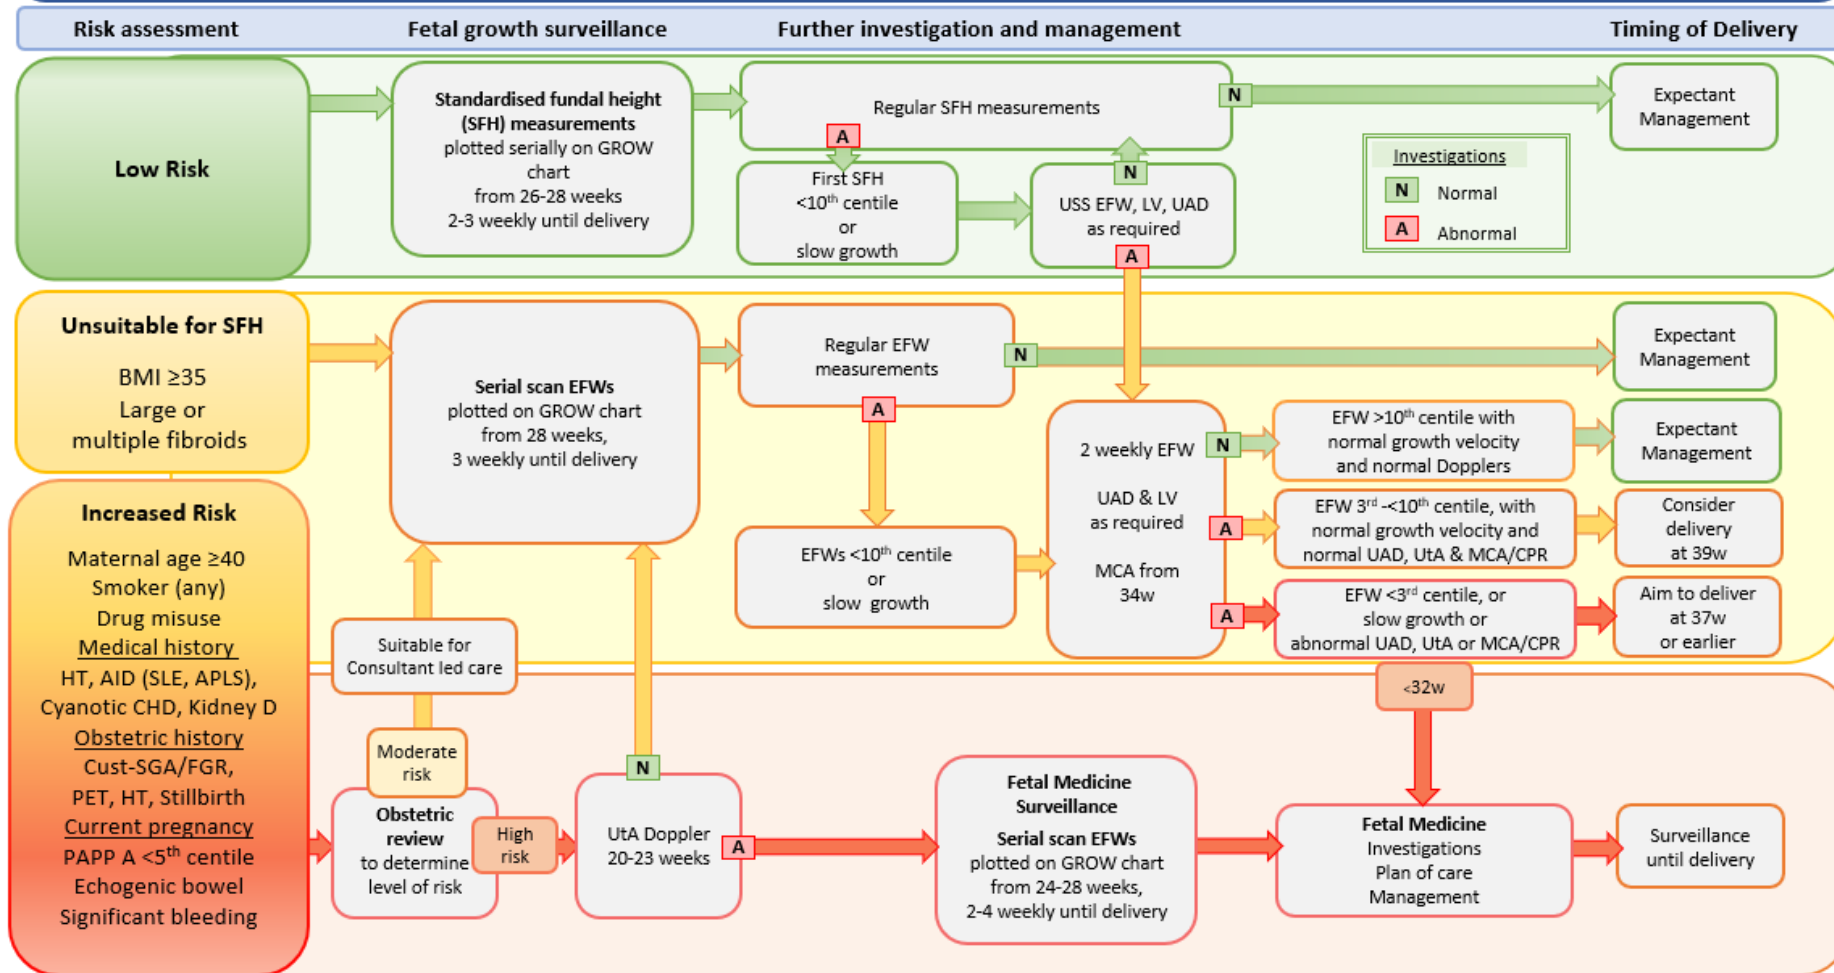 Risk assessment
Fetal growth surveillance
Further investigation and management
Timing of Delivery
Low Risk
Standardised fundal height
(SFH) measurements
plotted serially on GROW
chart
from 26-28 weeks
2-3 weekly until delivery
Regular SFH measurements
N
A
Expectant
Management
First SFH
<10th centile
or
slow growth
N
USS EFW, LV, UAD
as required
A
Investigations
N Normal
A Abnormal
Unsuitable for SFH
BMI ≥35
Large or
multiple fibroids
Serial scan EFWs
plotted on GROW chart
from 28 weeks,
3 weekly until delivery
Regular EFW
measurements
N
A
Expectant
Management
EFWs <10th centile
or
slow growth
2 weekly EFW
UAD & LV
as required
MCA from
34w
N
EFW >10th centile with
normal growth velocity
and normal Dopplers
Expectant
Management
A
EFW 3rd -<10th centile, with
normal growth velocity and
normal UAD, UtA & MCA/CPR
Consider
delivery
at 39w
A
EFW <3rd centile, or
slow growth or
abnormal UAD, UtA or MCA/CPR
Aim to deliver
at 37w
or earlier
Increased Risk
Maternal age ≥40
Smoker (any)
Drug misuse
Medical history
HT, AID (SLE, APLS),
Cyanotic CHD, Kidney D
Obstetric history
Cust-SGA/FGR,
PET, HT, Stillbirth
Current pregnancy
PAPP A <5th centile
Echogenic bowel
Significant bleeding
Suitable for
Consultant led care
Moderate
risk
Obstetric
review
to determine
level of risk
High
risk
N
UtA Doppler
20-23 weeks
A
Fetal Medicine
Surveillance
Serial scan EFWs
plotted on GROW chart
from 24-28 weeks,
2-4 weekly until delivery
<32w
Fetal Medicine
Investigations
Plan of care
Management
Surveillance
until delivery